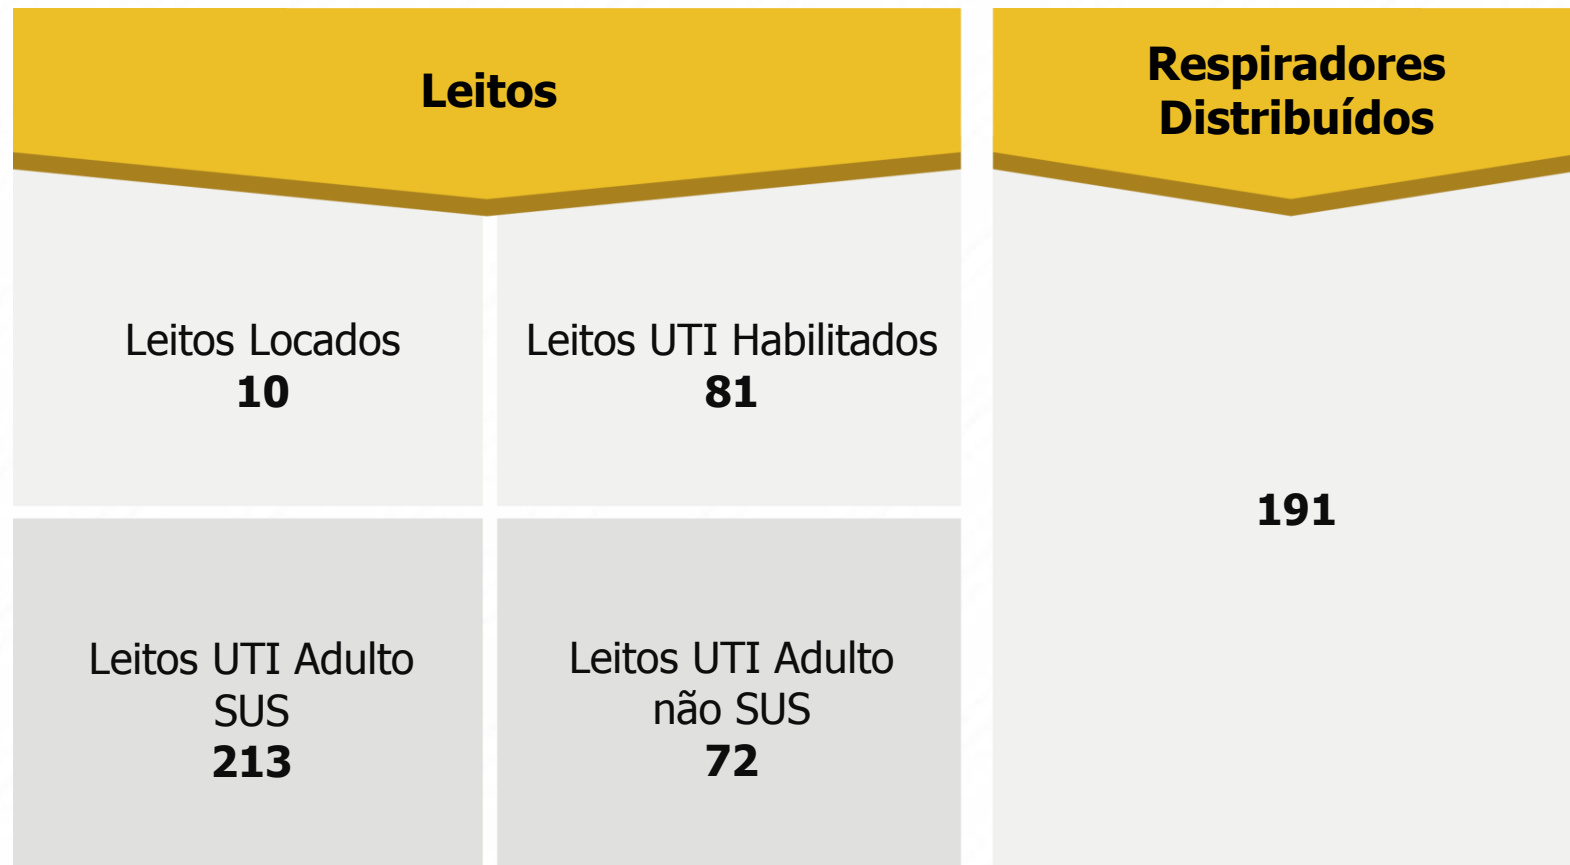 Leitos
Respiradores
Distribuídos
Leitos Locados
10
Leitos UTI Habilitados
81
191
Leitos UTI Adulto
SUS
213
Leitos UTI Adulto
não SUS
72